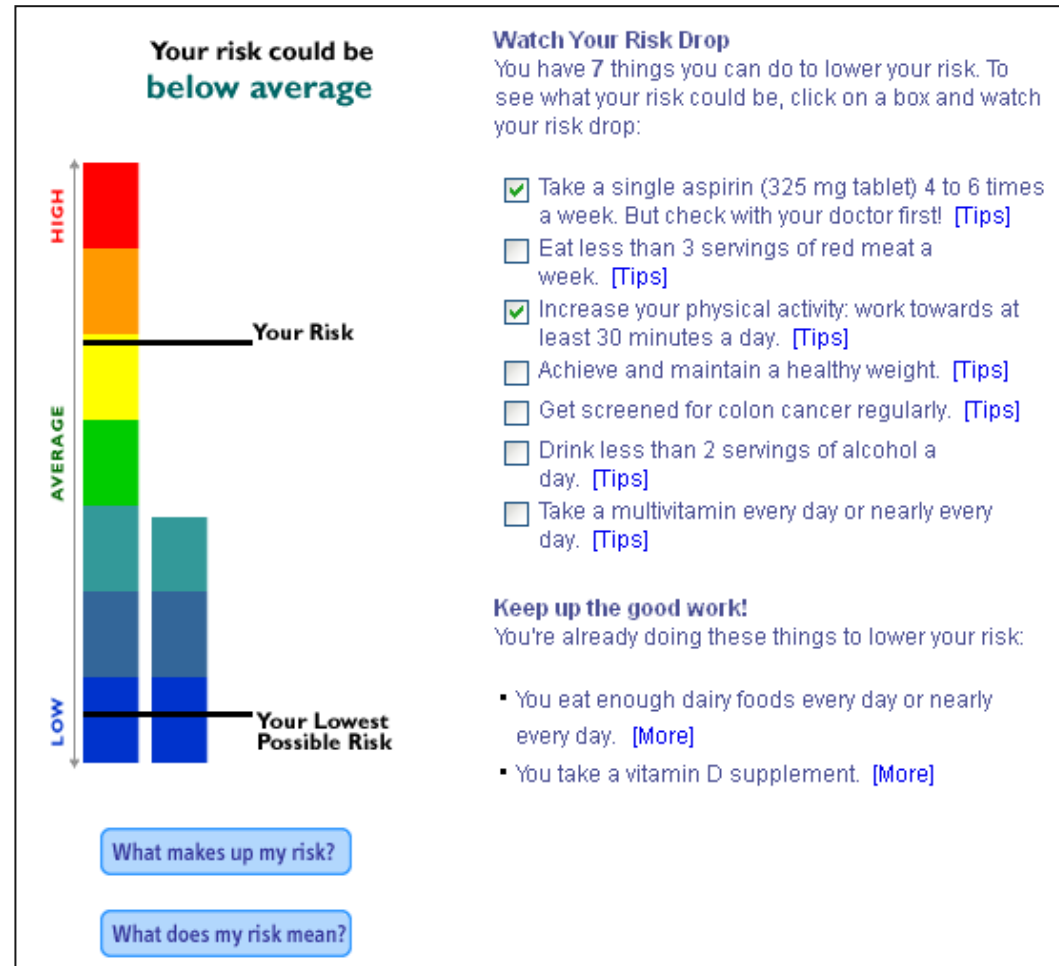 Your risk could be
below average
HIGH
AVERAGE
LOW
Your Risk
Your Lowest
Possible Risk
What makes up my risk?
What does my risk mean?
Watch Your Risk Drop
You have 7 things you can do to lower your risk. To
see what your risk could be, click on a box and watch
your risk drop:
Take a single aspirin (325 mg tablet) 4 to 6 times
a week. But check with your doctor first! [Tips]
Eat less than 3 servings of red meat a
week. [Tips]
Increase your physical activity: work towards at
least 30 minutes a day. [Tips]
Achieve and maintain a healthy weight. [Tips]
Get screened for colon cancer regularly. [Tips]
Drink less than 2 servings of alcohol a
day. [Tips]
Take a multivitamin every day or nearly every
day. [Tips]
Keep up the good work!
You're already doing these things to lower your risk:
▪ You eat enough dairy foods every day or nearly
every day. [More]
▪ You take a vitamin D supplement. [More]